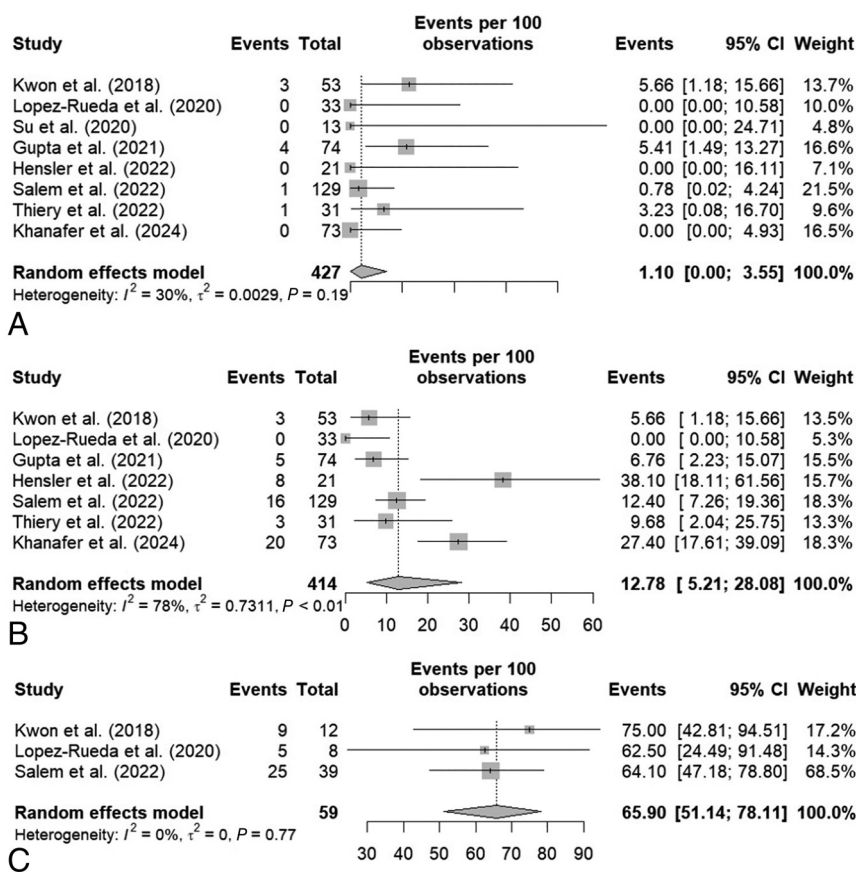 Events per 100
Study Events Total observations Events 95% CI Weight
Kwon et al. (2018) 3 53 5.66 [1.18; 15.66] 13.7%
Lopez-Rueda et al. (2020) 0 33 0.00 [0.00; 10.58] 10.0%
Su et al. (2020) 0 13 0.00 [0.00; 24.71] 4.8%
Gupta et al. (2021) 4 74 5.41 [1.49; 13.27] 16.6%
Hensler et al. (2022) 0 21 0.00 [0.00; 16.11] 7.1%
Salem et al. (2022) 1 129 0.78 [0.02; 4.24] 21.5%
Thiery et al. (2022) 1 31 3.23 [0.08; 16.70] 9.6%
Khanafer et al. (2024) 0 73 0.00 [0.00; 4.93] 16.5%
Random effects model 427 1.10 [0.00; 3.55] 100.0%
Heterogeneity: I² = 30%, τ² = 0.0029, P = 0.19
A
Events per 100
Study Events Total observations Events 95% CI Weight
Kwon et al. (2018) 3 53 5.66 [ 1.18; 15.66] 13.5%
Lopez-Rueda et al. (2020) 0 33 0.00 [ 0.00; 10.58] 5.3%
Gupta et al. (2021) 5 74 6.76 [ 2.23; 15.07] 15.5%
Hensler et al. (2022) 8 21 38.10 [18.11; 61.56] 15.7%
Salem et al. (2022) 16 129 12.40 [ 7.26; 19.36] 18.3%
Thiery et al. (2022) 3 31 9.68 [ 2.04; 25.75] 13.3%
Khanafer et al. (2024) 20 73 27.40 [17.61; 39.09] 18.3%
Random effects model 414 12.78 [ 5.21; 28.08] 100.0%
Heterogeneity: I² = 78%, τ² = 0.7311, P < 0.01
0 10 20 30 40 50 60
B
Events per 100
Study Events Total observations Events 95% CI Weight
Kwon et al. (2018) 9 12 75.00 [42.81; 94.51] 17.2%
Lopez-Rueda et al. (2020) 5 8 62.50 [24.49; 91.48] 14.3%
Salem et al. (2022) 25 39 64.10 [47.18; 78.80] 68.5%
Random effects model 59 65.90 [51.14; 78.11] 100.0%
Heterogeneity: I² = 0%, τ² = 0, P = 0.77
30 40 50 60 70 80 90
C